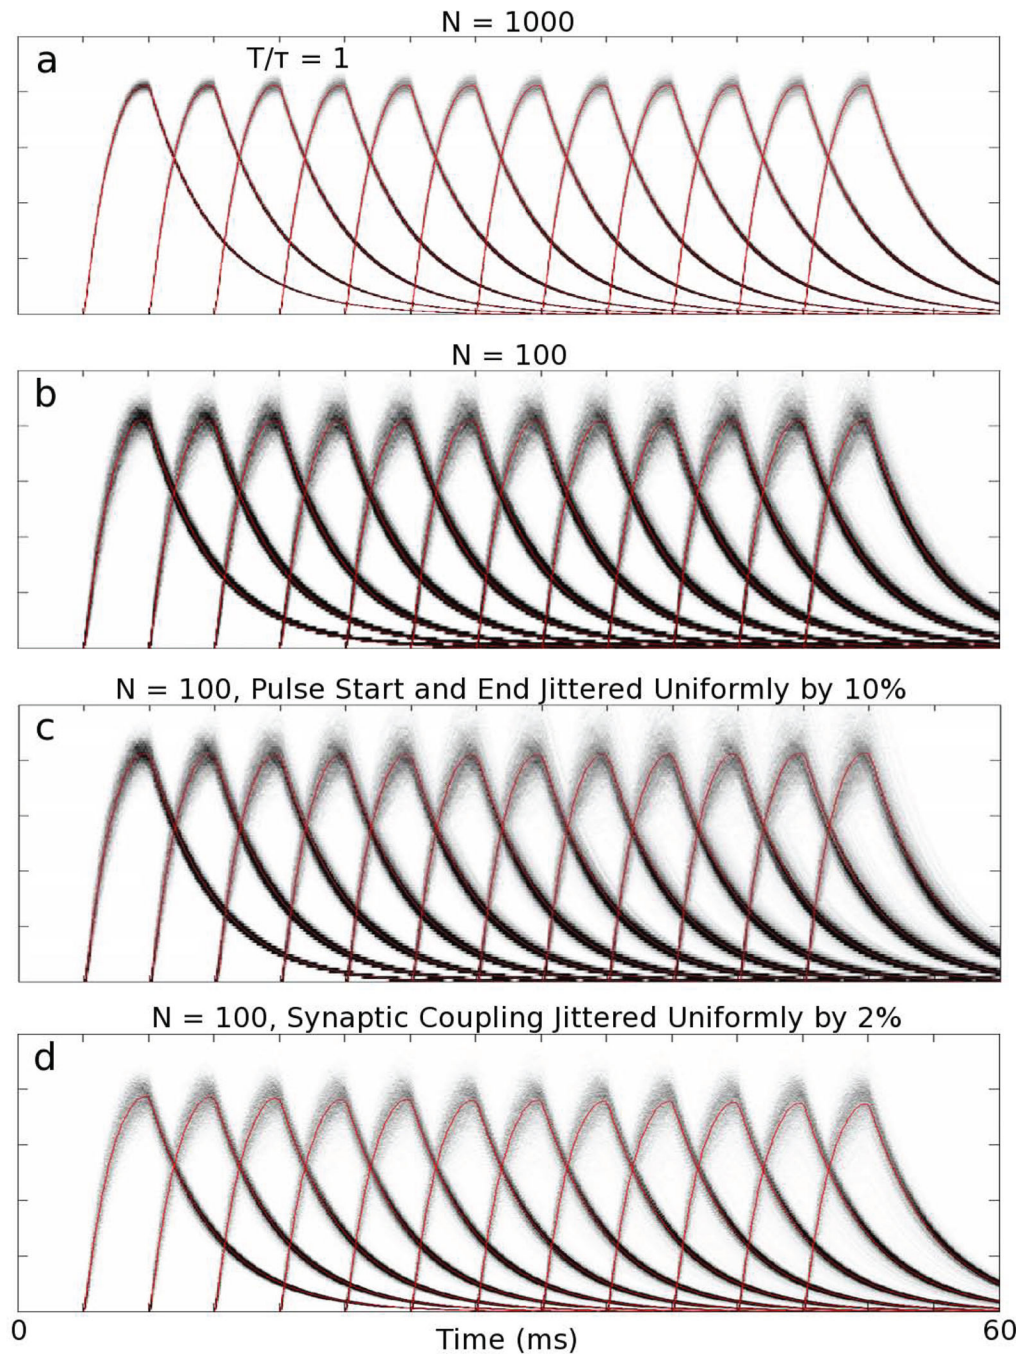 N = 1000
a
T/τ = 1
N = 100
b
N = 100, Pulse Start and End Jittered Uniformly by 10%
c
N = 100, Synaptic Coupling Jittered Uniformly by 2%
d
0
Time (ms)
60